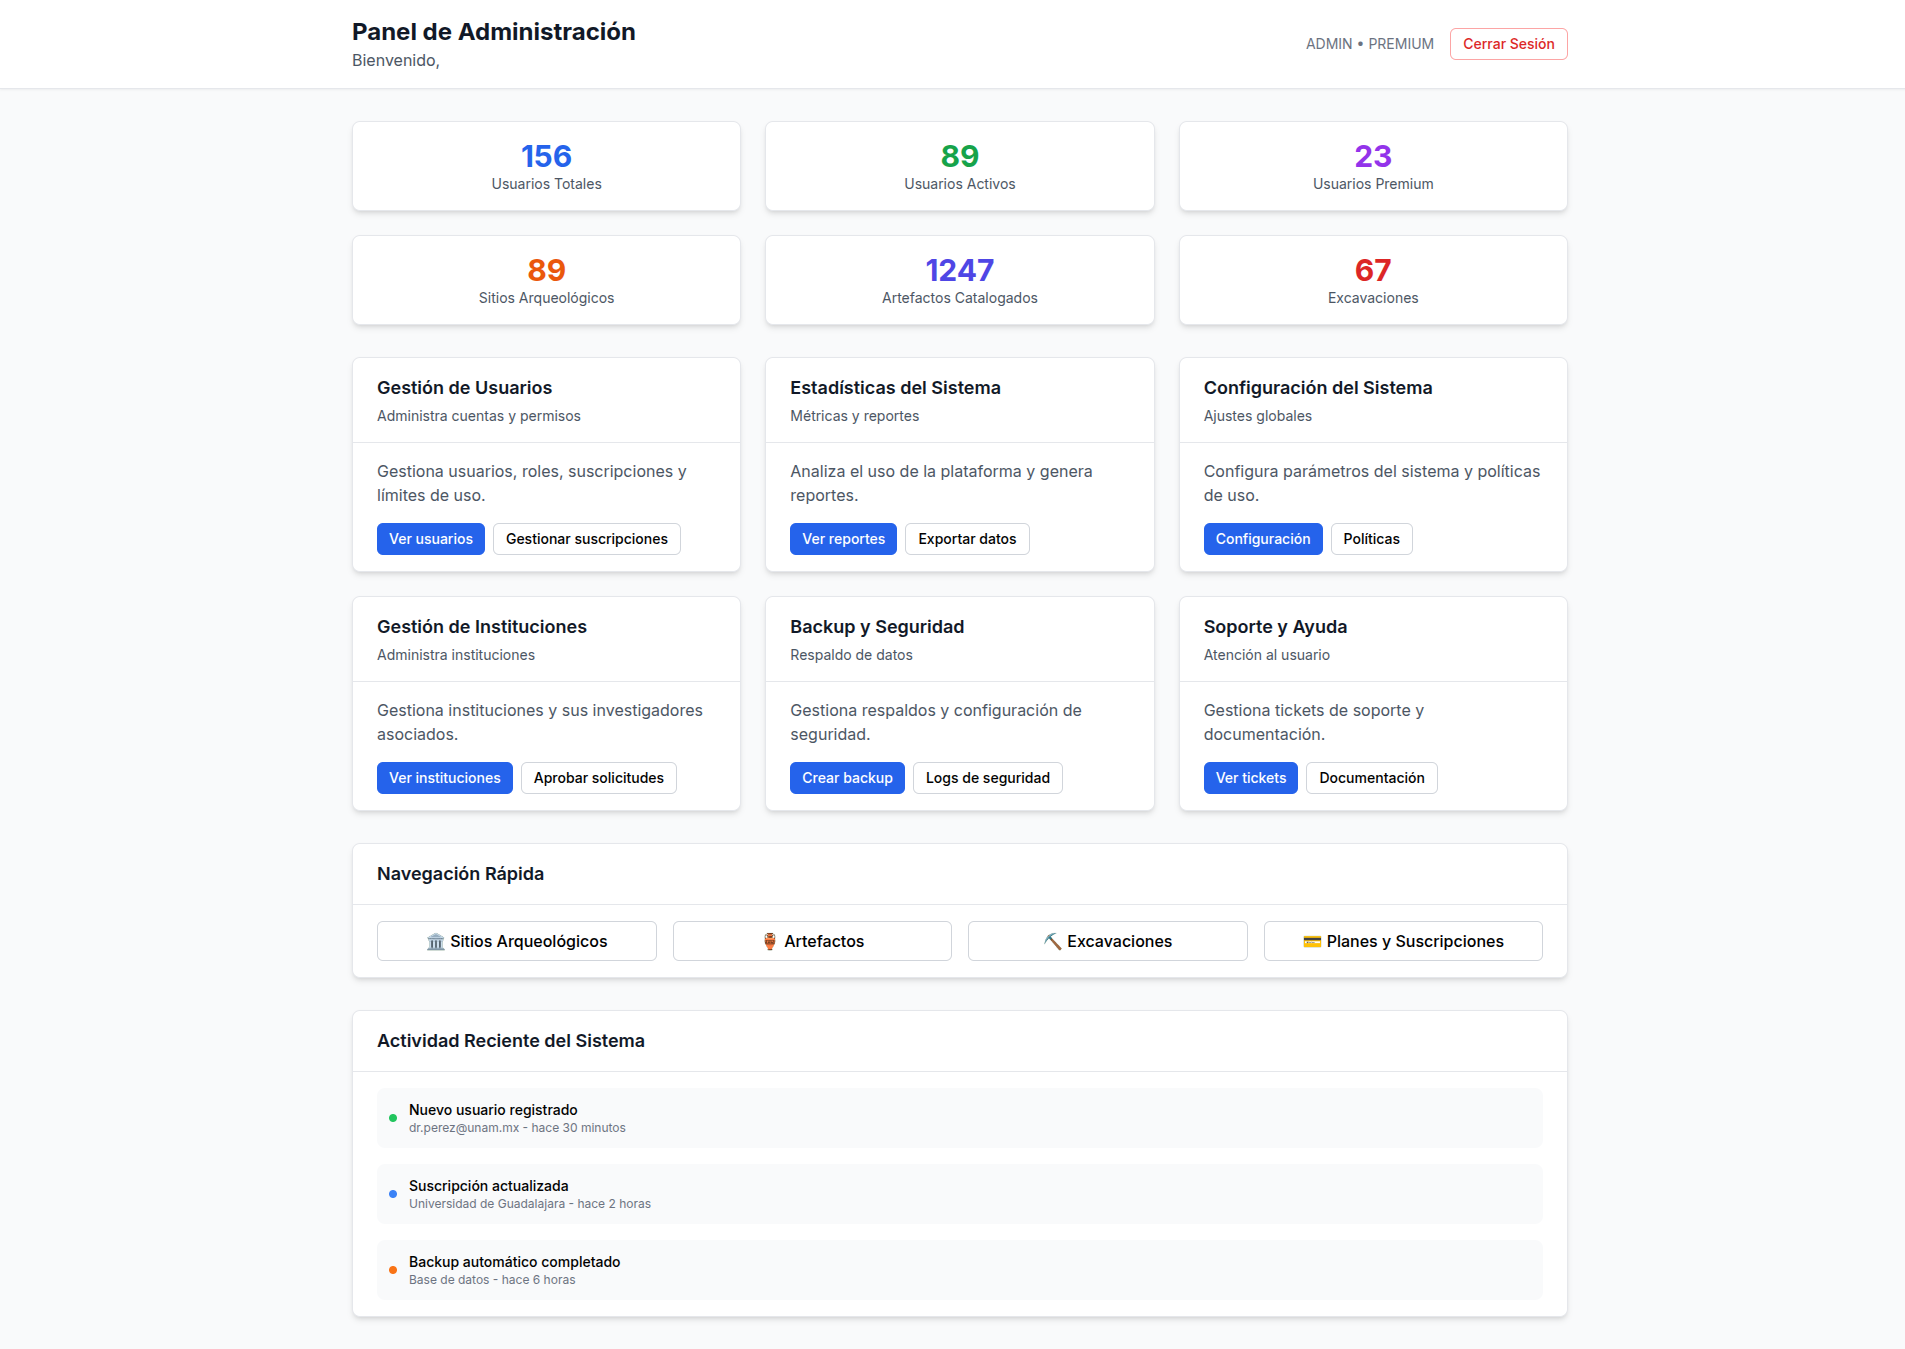 Panel de Administración
Bienvenido,
ADMIN • PREMIUM
Cerrar Sesión
156
Usuarios Totales
89
Usuarios Activos
23
Usuarios Premium
89
Sitios Arqueológicos
1247
Artefactos Catalogados
67
Excavaciones
Gestión de Usuarios
Administra cuentas y permisos
Gestiona usuarios, roles, suscripciones y
límites de uso.
Ver usuarios
Gestionar suscripciones
Estadísticas del Sistema
Métricas y reportes
Analiza el uso de la plataforma y genera
reportes.
Ver reportes
Exportar datos
Configuración del Sistema
Ajustes globales
Configura parámetros del sistema y políticas
de uso.
Configuración
Políticas
Gestión de Instituciones
Administra instituciones
Gestiona instituciones y sus investigadores
asociados.
Ver instituciones
Aprobar solicitudes
Backup y Seguridad
Respaldo de datos
Gestiona respaldos y configuración de
seguridad.
Crear backup
Logs de seguridad
Soporte y Ayuda
Atención al usuario
Gestiona tickets de soporte y
documentación.
Ver tickets
Documentación
Navegación Rápida
Sitios Arqueológicos
Artefactos
Excavaciones
Planes y Suscripciones
Actividad Reciente del Sistema
Nuevo usuario registrado
dr.perez@unam.mx - hace 30 minutos
Suscripción actualizada
Universidad de Guadalajara - hace 2 horas
Backup automático completado
Base de datos - hace 6 horas